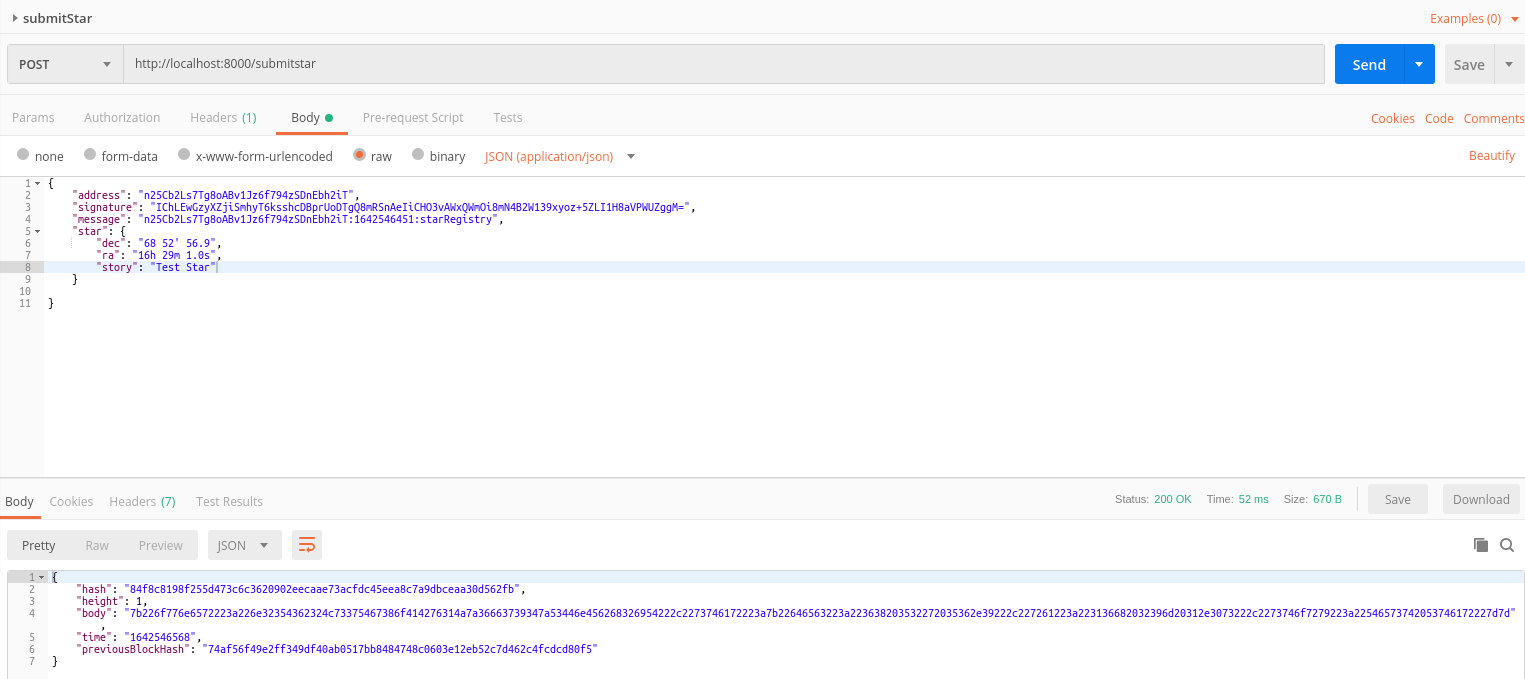 submitStar
Examples (0)
POST
http://localhost:8000/submitstar
Send
Save
Params Authorization Headers (1) Body Pre-request Script Tests
Cookies Code Comments
none form-data x-www-form-urlencoded raw binary JSON (application/json)
Beautify
1 {
2 "address": "n25Cb2Ls7Tg8oABv1Jz6f794zSDnEbh2iT",
3 "signature": "IChLEwGzyXZjiSmhyT6ksshcDBprUoDTgQ8mRSnAeIiCHO3vAWxQWmOi8mN4B2W139xyoz+5ZLI1H8aVPWUZggM=",
4 "message": "n25Cb2Ls7Tg8oABv1Jz6f794zSDnEbh2iT:1642546451:starRegistry",
5 "star": {
6 "dec": "68 52' 56.9",
7 "ra": "16h 29m 1.0s",
8 "story": "Test Star"
9 }
10
11 }
Body Cookies Headers (7) Test Results
Status: 200 OK Time: 52 ms Size: 670 B
Save
Download
Pretty Raw Preview JSON
1 {
2 "hash": "84f8c8198f255d473c6c3620902eecaae73acfdc45eea8c7a9dbceaa30d562fb",
3 "height": 1,
4 "body": "7b226f776e6572223a226e32354362324c73375467386f414276314a7a36663739347a53446e456268326954222c2273746172223a7b22646563223a223638203532272035362e39222c227261223a223136682032396d20312e3073222c2273746f7279223a22546573742053746172227d7d"
,
5 "time": "1642546568",
6 "previousBlockHash": "74af56f49e2ff349df40ab0517bb8484748c0603e12eb52c7d462c4fcdcd80f5"
7 }